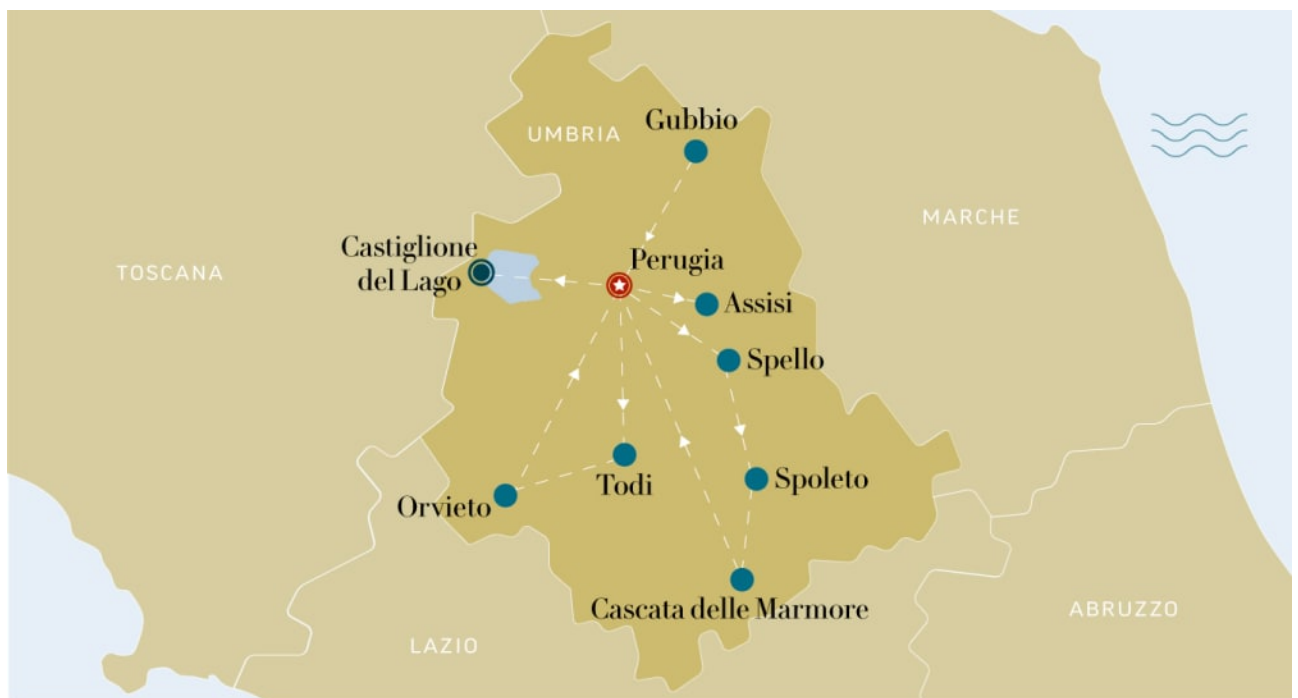 Gubbio
UMBRIA
MARCHE
Castiglione
del Lago
Perugia
TOSCANA
Assisi
Spello
Todi
Spoleto
Orvieto
Cascata delle Marmore
ABRUZZO
LAZIO